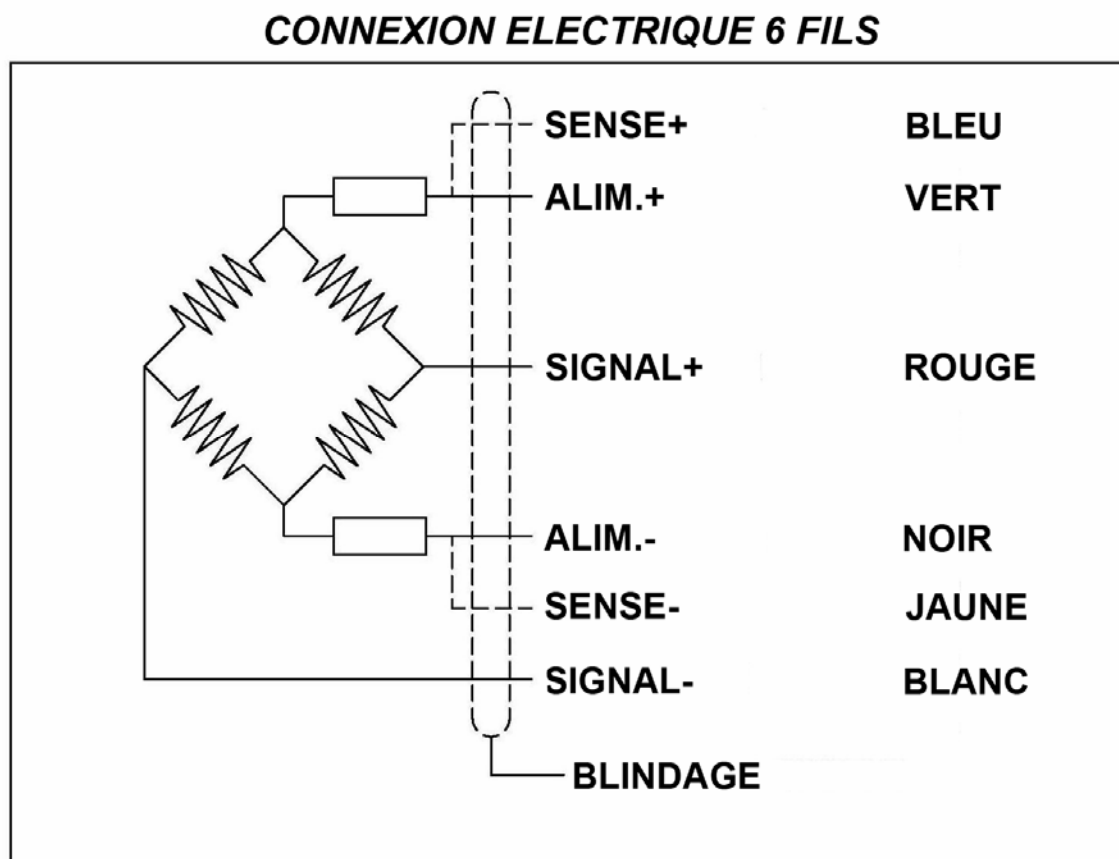 CONNEXION ELECTRIQUE 6 FILS
SENSE+ BLEU
ALIM.+ VERT
SIGNAL+ ROUGE
ALIM.- NOIR
SENSE- JAUNE
SIGNAL- BLANC
BLINDAGE